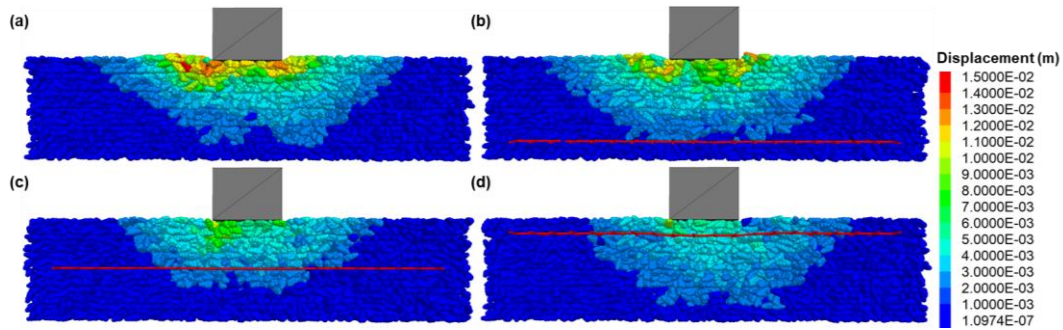 (a)
(b)
Displacement (m)
1.5000E-02
1.4000E-02
1.3000E-02
1.2000E-02
1.1000E-02
1.0000E-02
9.0000E-03
8.0000E-03
7.0000E-03
6.0000E-03
5.0000E-03
4.0000E-03
3.0000E-03
2.0000E-03
1.0000E-03
1.0974E-07
(c)
(d)